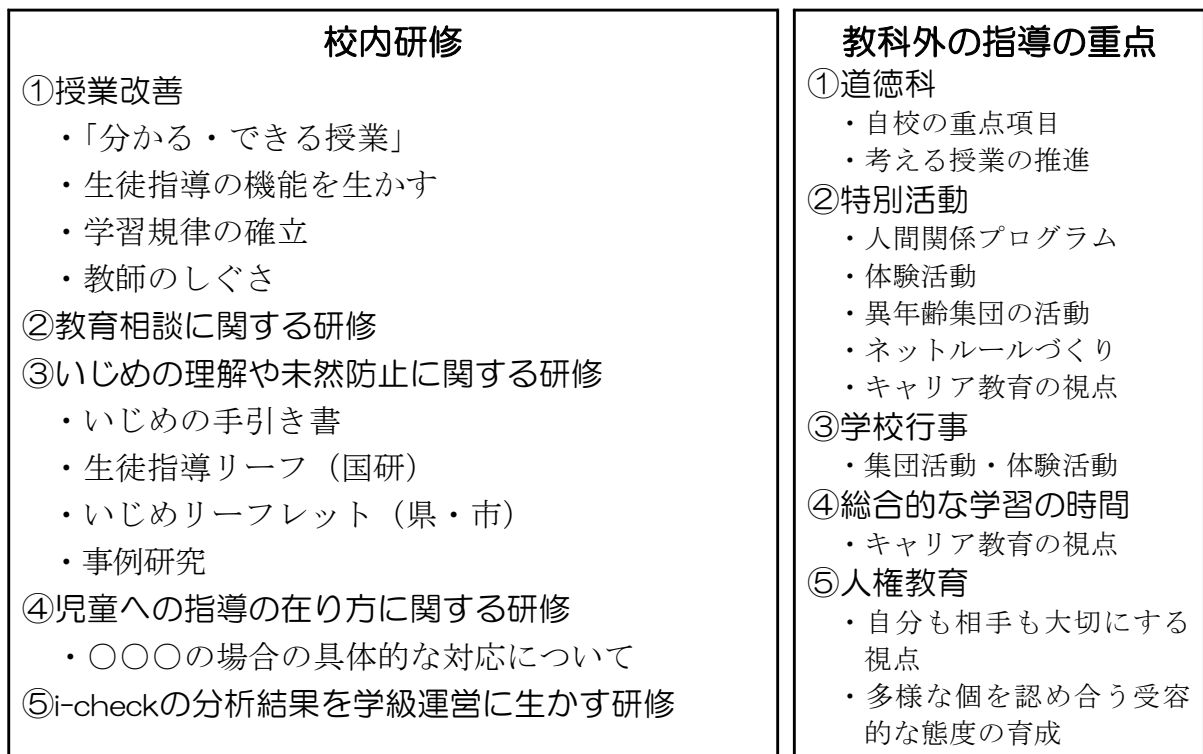 校内研修
①授業改善
・「分かる・できる授業」
・生徒指導の機能を生かす
・学習規律の確立
・教師のしぐさ
②教育相談に関する研修
③いじめの理解や未然防止に関する研修
・いじめの手引き書
・生徒指導リーフ（国研）
・いじめリーフレット（県・市）
・事例研究
④児童への指導の在り方に関する研修
・○○○の場合の具体的な対応について
⑤i-checkの分析結果を学級運営に生かす研修
教科外の指導の重点
①道徳科
・自校の重点項目
・考える授業の推進
②特別活動
・人間関係プログラム
・体験活動
・異年齢集団の活動
・ネットルールづくり
・キャリア教育の視点
③学校行事
・集団活動・体験活動
④総合的な学習の時間
・キャリア教育の視点
⑤人権教育
・自分も相手も大切にする
視点
・多様な個を認め合う受容
的な態度の育成